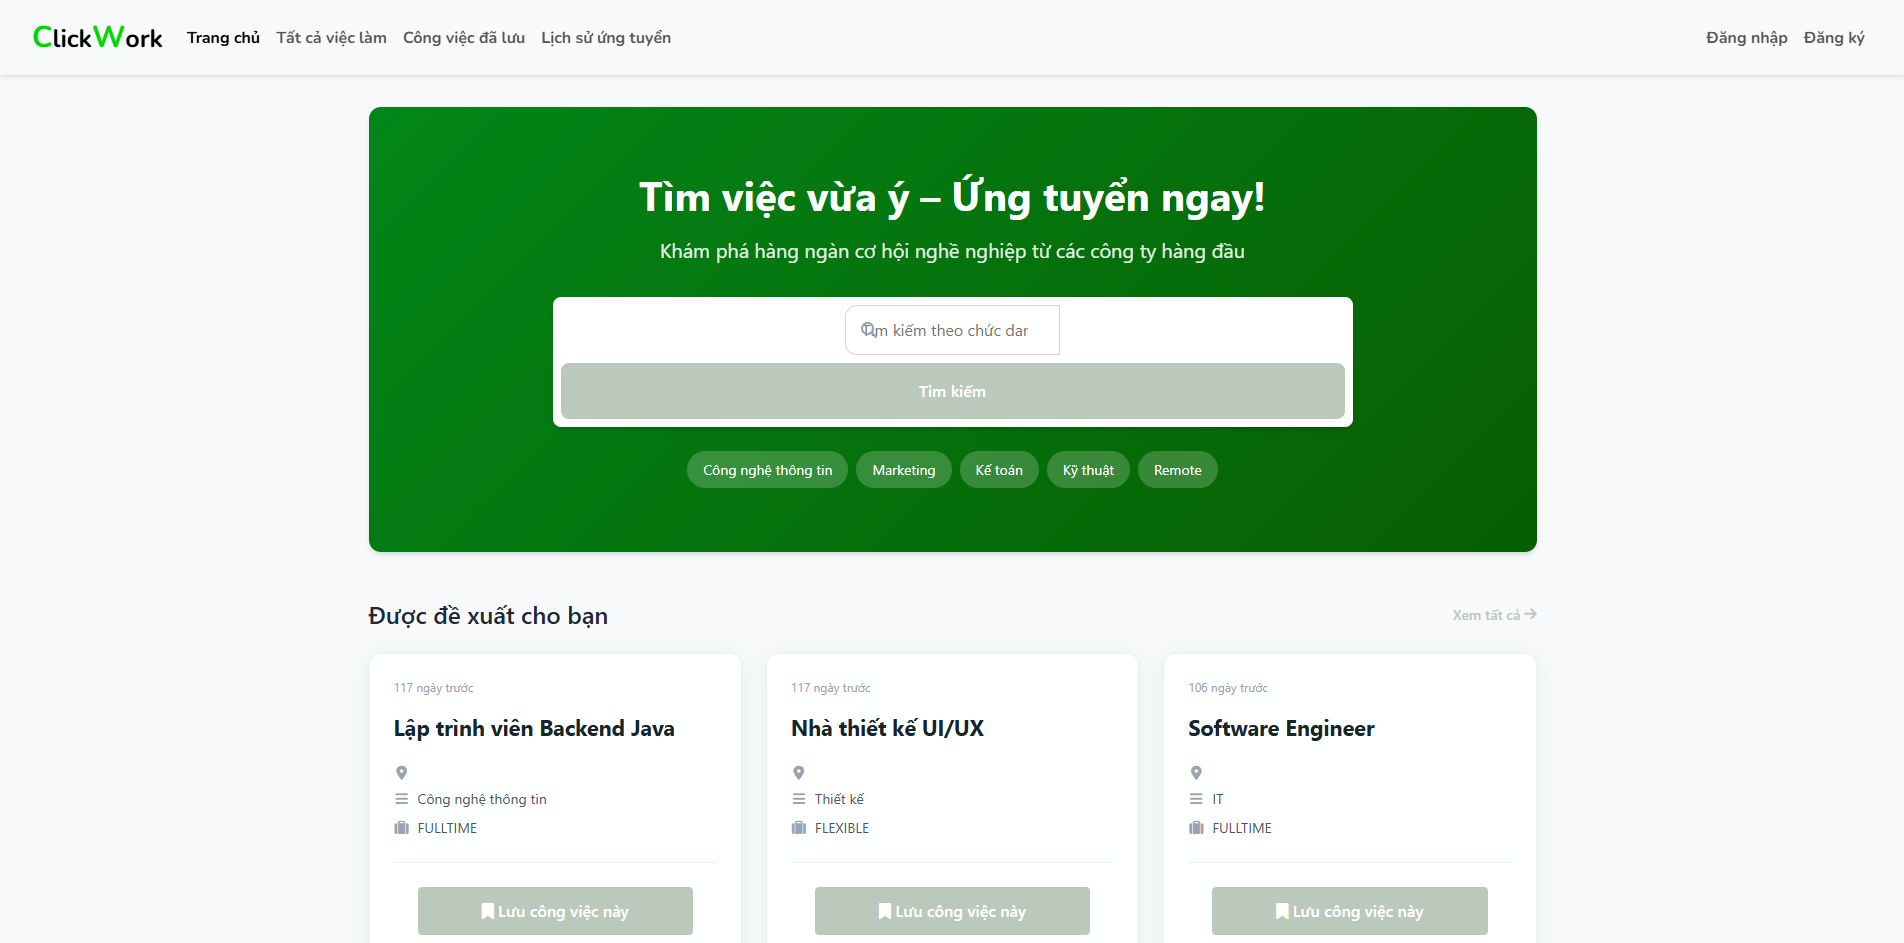 ClickWork Trang chủ Tất cả việc làm Công việc đã lưu Lịch sử ứng tuyển Đăng nhập Đăng ký
Tìm việc vừa ý – Ứng tuyển ngay!
Khám phá hàng ngàn cơ hội nghề nghiệp từ các công ty hàng đầu
Tìm kiếm theo chức dan
Tìm kiếm
Công nghệ thông tin Marketing Kế toán Kỹ thuật Remote
Được đề xuất cho bạn Xem tất cả
117 ngày trước
Lập trình viên Backend Java
Công nghệ thông tin
FULLTIME
Lưu công việc này
117 ngày trước
Nhà thiết kế UI/UX
Thiết kế
FLEXIBLE
Lưu công việc này
106 ngày trước
Software Engineer
IT
FULLTIME
Lưu công việc này